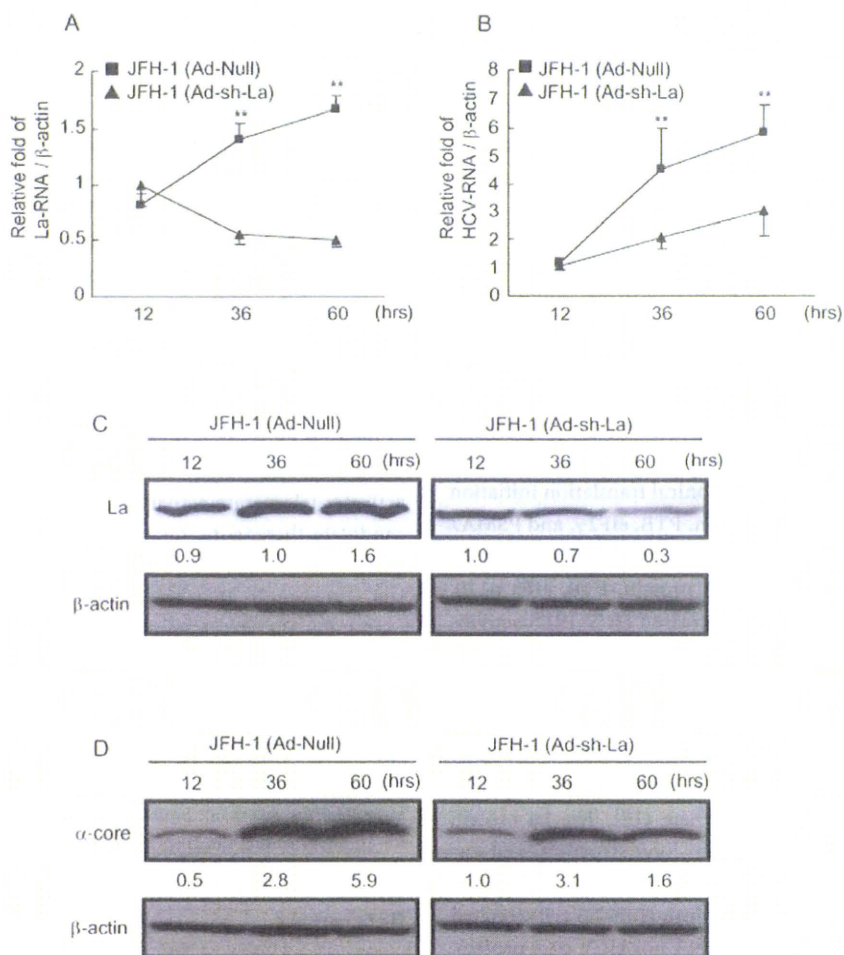 A
JFH-1 (Ad-Null)
JFH-1 (Ad-sh-La)
Relative fold of
La-RNA / β-actin
2
1.5
1
0.5
0
**
**
12 36 60 (hrs)
B
JFH-1 (Ad-Null)
JFH-1 (Ad-sh-La)
Relative fold of
HCV-RNA / β-actin
8
7
6
5
4
3
2
1
0
**
**
12 36 60 (hrs)
C
JFH-1 (Ad-Null) JFH-1 (Ad-sh-La)
12 36 60 (hrs) 12 36 60 (hrs)
La
0.9 1.0 1.6 1.0 0.7 0.3
β-actin
D
JFH-1 (Ad-Null) JFH-1 (Ad-sh-La)
12 36 60 (hrs) 12 36 60 (hrs)
α-core
0.5 2.8 5.9 1.0 3.1 1.6
β-actin